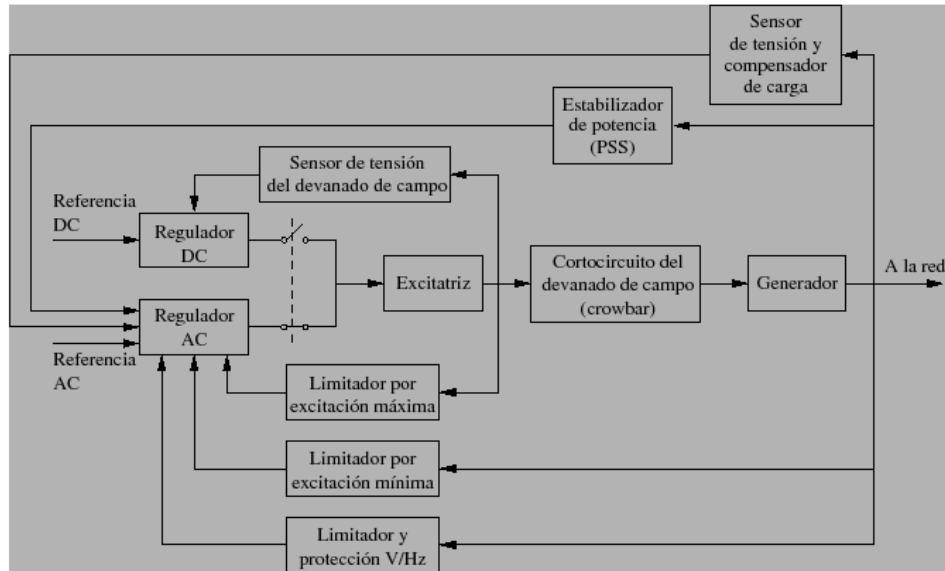 Sensor
de tensión y
compensador
de carga
Estabilizador
de potencia
(PSS)
Sensor de tensión
del devanado de campo
Referencia
DC
Regulador
DC
Excitatriz
Cortocircuito del
devanado de campo
(crowbar)
Generador
A la red
Regulador
AC
Referencia
AC
Limitador por
excitación máxima
Limitador por
excitación mínima
Limitador y
protección V/Hz